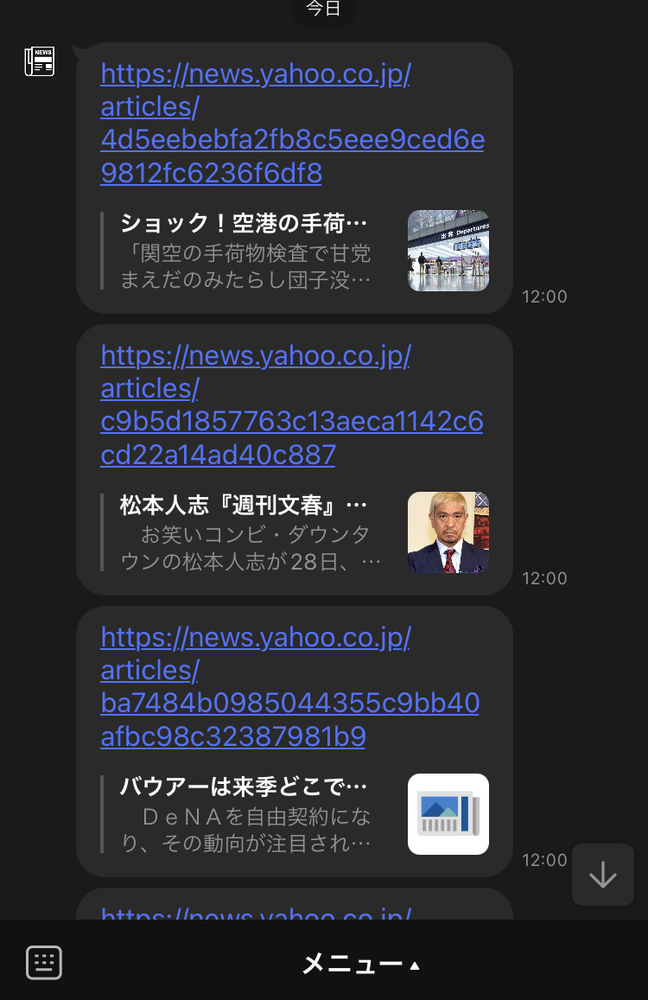 今日
NEWS
https://news.yahoo.co.jp/
articles/
4d5eebebfa2fb8c5eee9ced6e
9812fc6236f6df8
ショック！空港の手荷…
「関空の手荷物検査で甘党
まえだのみたらし団子没…
出発 Departures
12:00
https://news.yahoo.co.jp/
articles/
c9b5d1857763c13aeca1142c6
cd22a14ad40c887
松本人志『週刊文春』…
お笑いコンビ・ダウンタ
ウンの松本人志が28日、…
12:00
https://news.yahoo.co.jp/
articles/
ba7484b0985044355c9bb40
afbc98c32387981b9
バウアーは来季どこで…
ＤｅＮＡを自由契約にな
り、その動向が注目され…
12:00
https://news.yahoo.co.jp/
メニュー▲